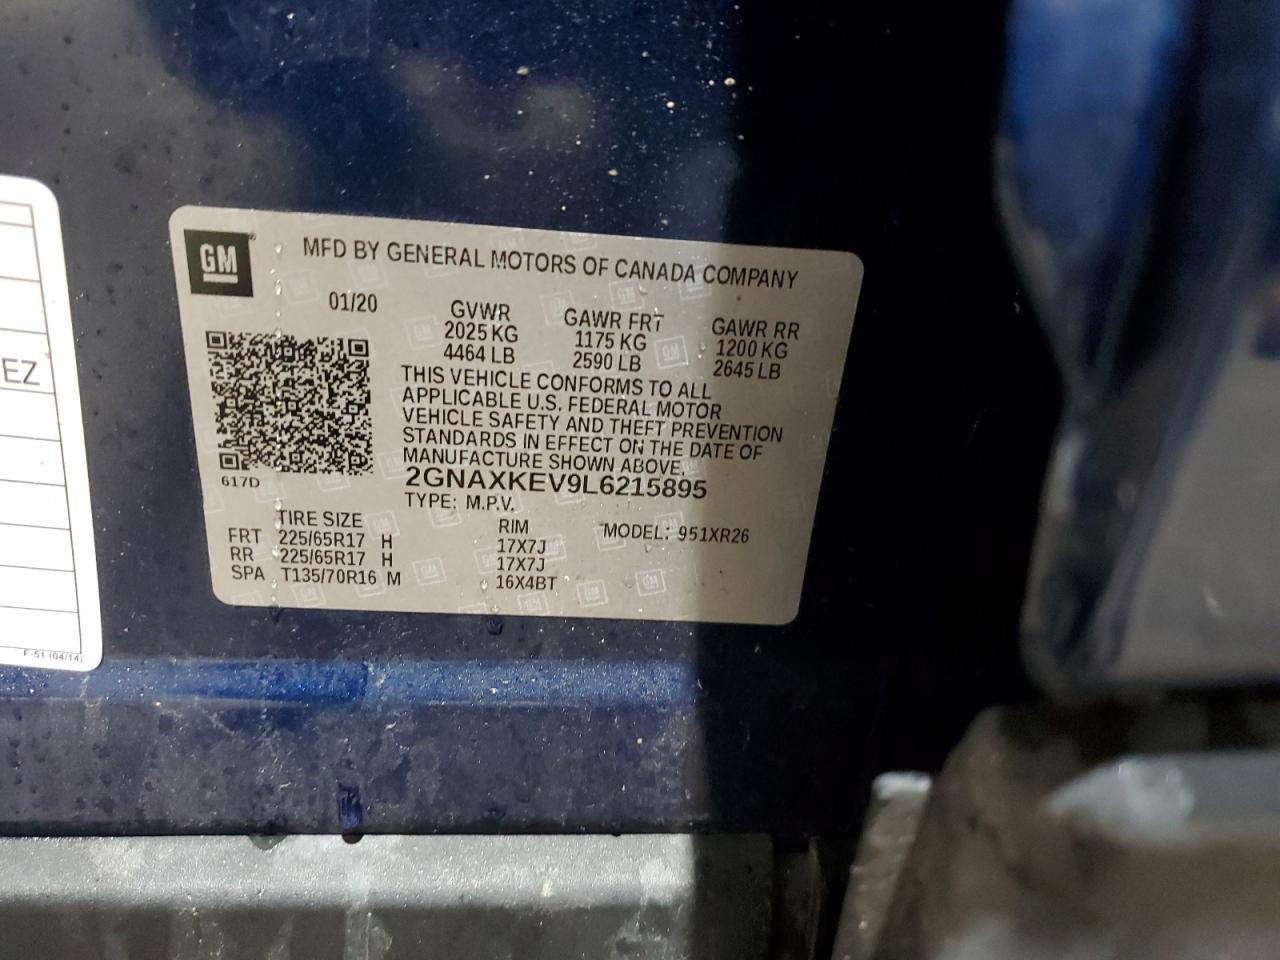 GM
MFD BY GENERAL MOTORS OF CANADA COMPANY
01/20
GVWR
2025 KG
4464 LB
GAWR FRT
1175 KG
2590 LB
GAWR RR
1200 KG
2645 LB
THIS VEHICLE CONFORMS TO ALL
APPLICABLE U.S. FEDERAL MOTOR
VEHICLE SAFETY AND THEFT PREVENTION
STANDARDS IN EFFECT ON THE DATE OF
MANUFACTURE SHOWN ABOVE.
617D
2GNAXKEV9L6215895
TYPE: M.P.V.
TIRE SIZE RIM MODEL: 951XR26
FRT 225/65R17 H 17X7J
RR 225/65R17 H 17X7J
SPA T135/70R16 M 16X4BT
EZ
F-51 (04/14)